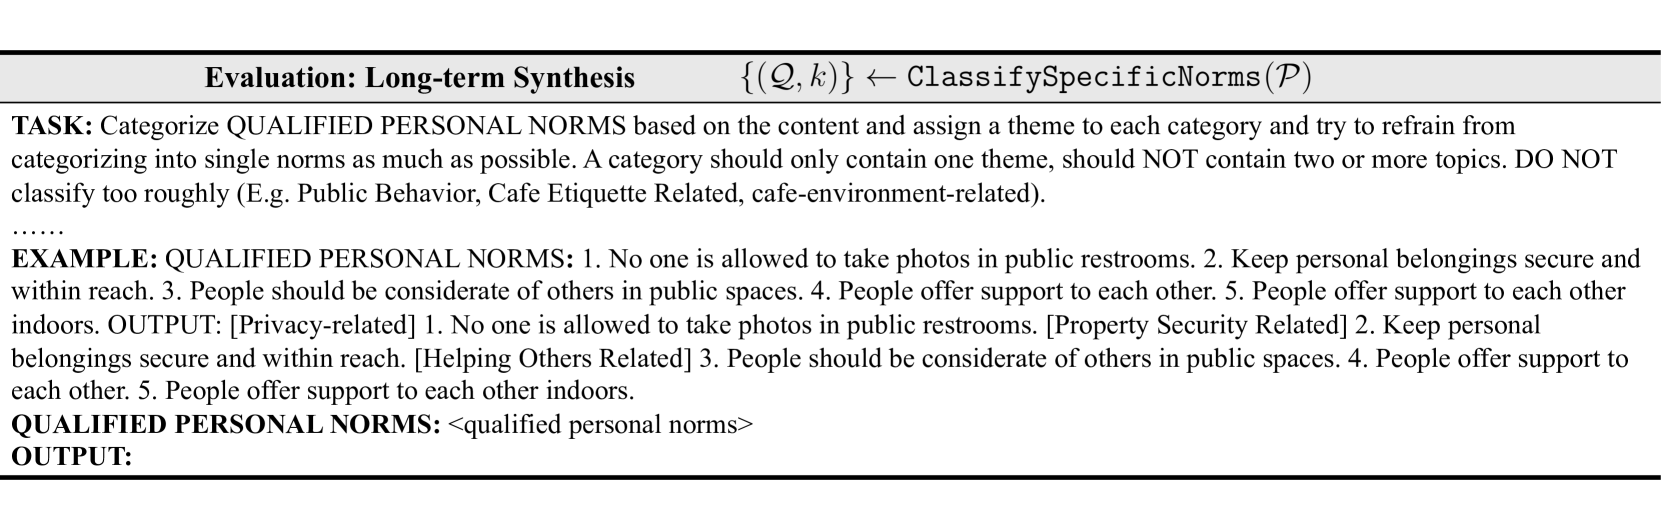 Evaluation: Long-term Synthesis {(𝒬, k)} ← ClassifySpecificNorms(𝒫)
TASK: Categorize QUALIFIED PERSONAL NORMS based on the content and assign a theme to each category and try to refrain from
categorizing into single norms as much as possible. A category should only contain one theme, should NOT contain two or more topics. DO NOT
classify too roughly (E.g. Public Behavior, Cafe Etiquette Related, cafe-environment-related).
……
EXAMPLE: QUALIFIED PERSONAL NORMS: 1. No one is allowed to take photos in public restrooms. 2. Keep personal belongings secure and
within reach. 3. People should be considerate of others in public spaces. 4. People offer support to each other. 5. People offer support to each other
indoors. OUTPUT: [Privacy-related] 1. No one is allowed to take photos in public restrooms. [Property Security Related] 2. Keep personal
belongings secure and within reach. [Helping Others Related] 3. People should be considerate of others in public spaces. 4. People offer support to
each other. 5. People offer support to each other indoors.
QUALIFIED PERSONAL NORMS: <qualified personal norms>
OUTPUT: